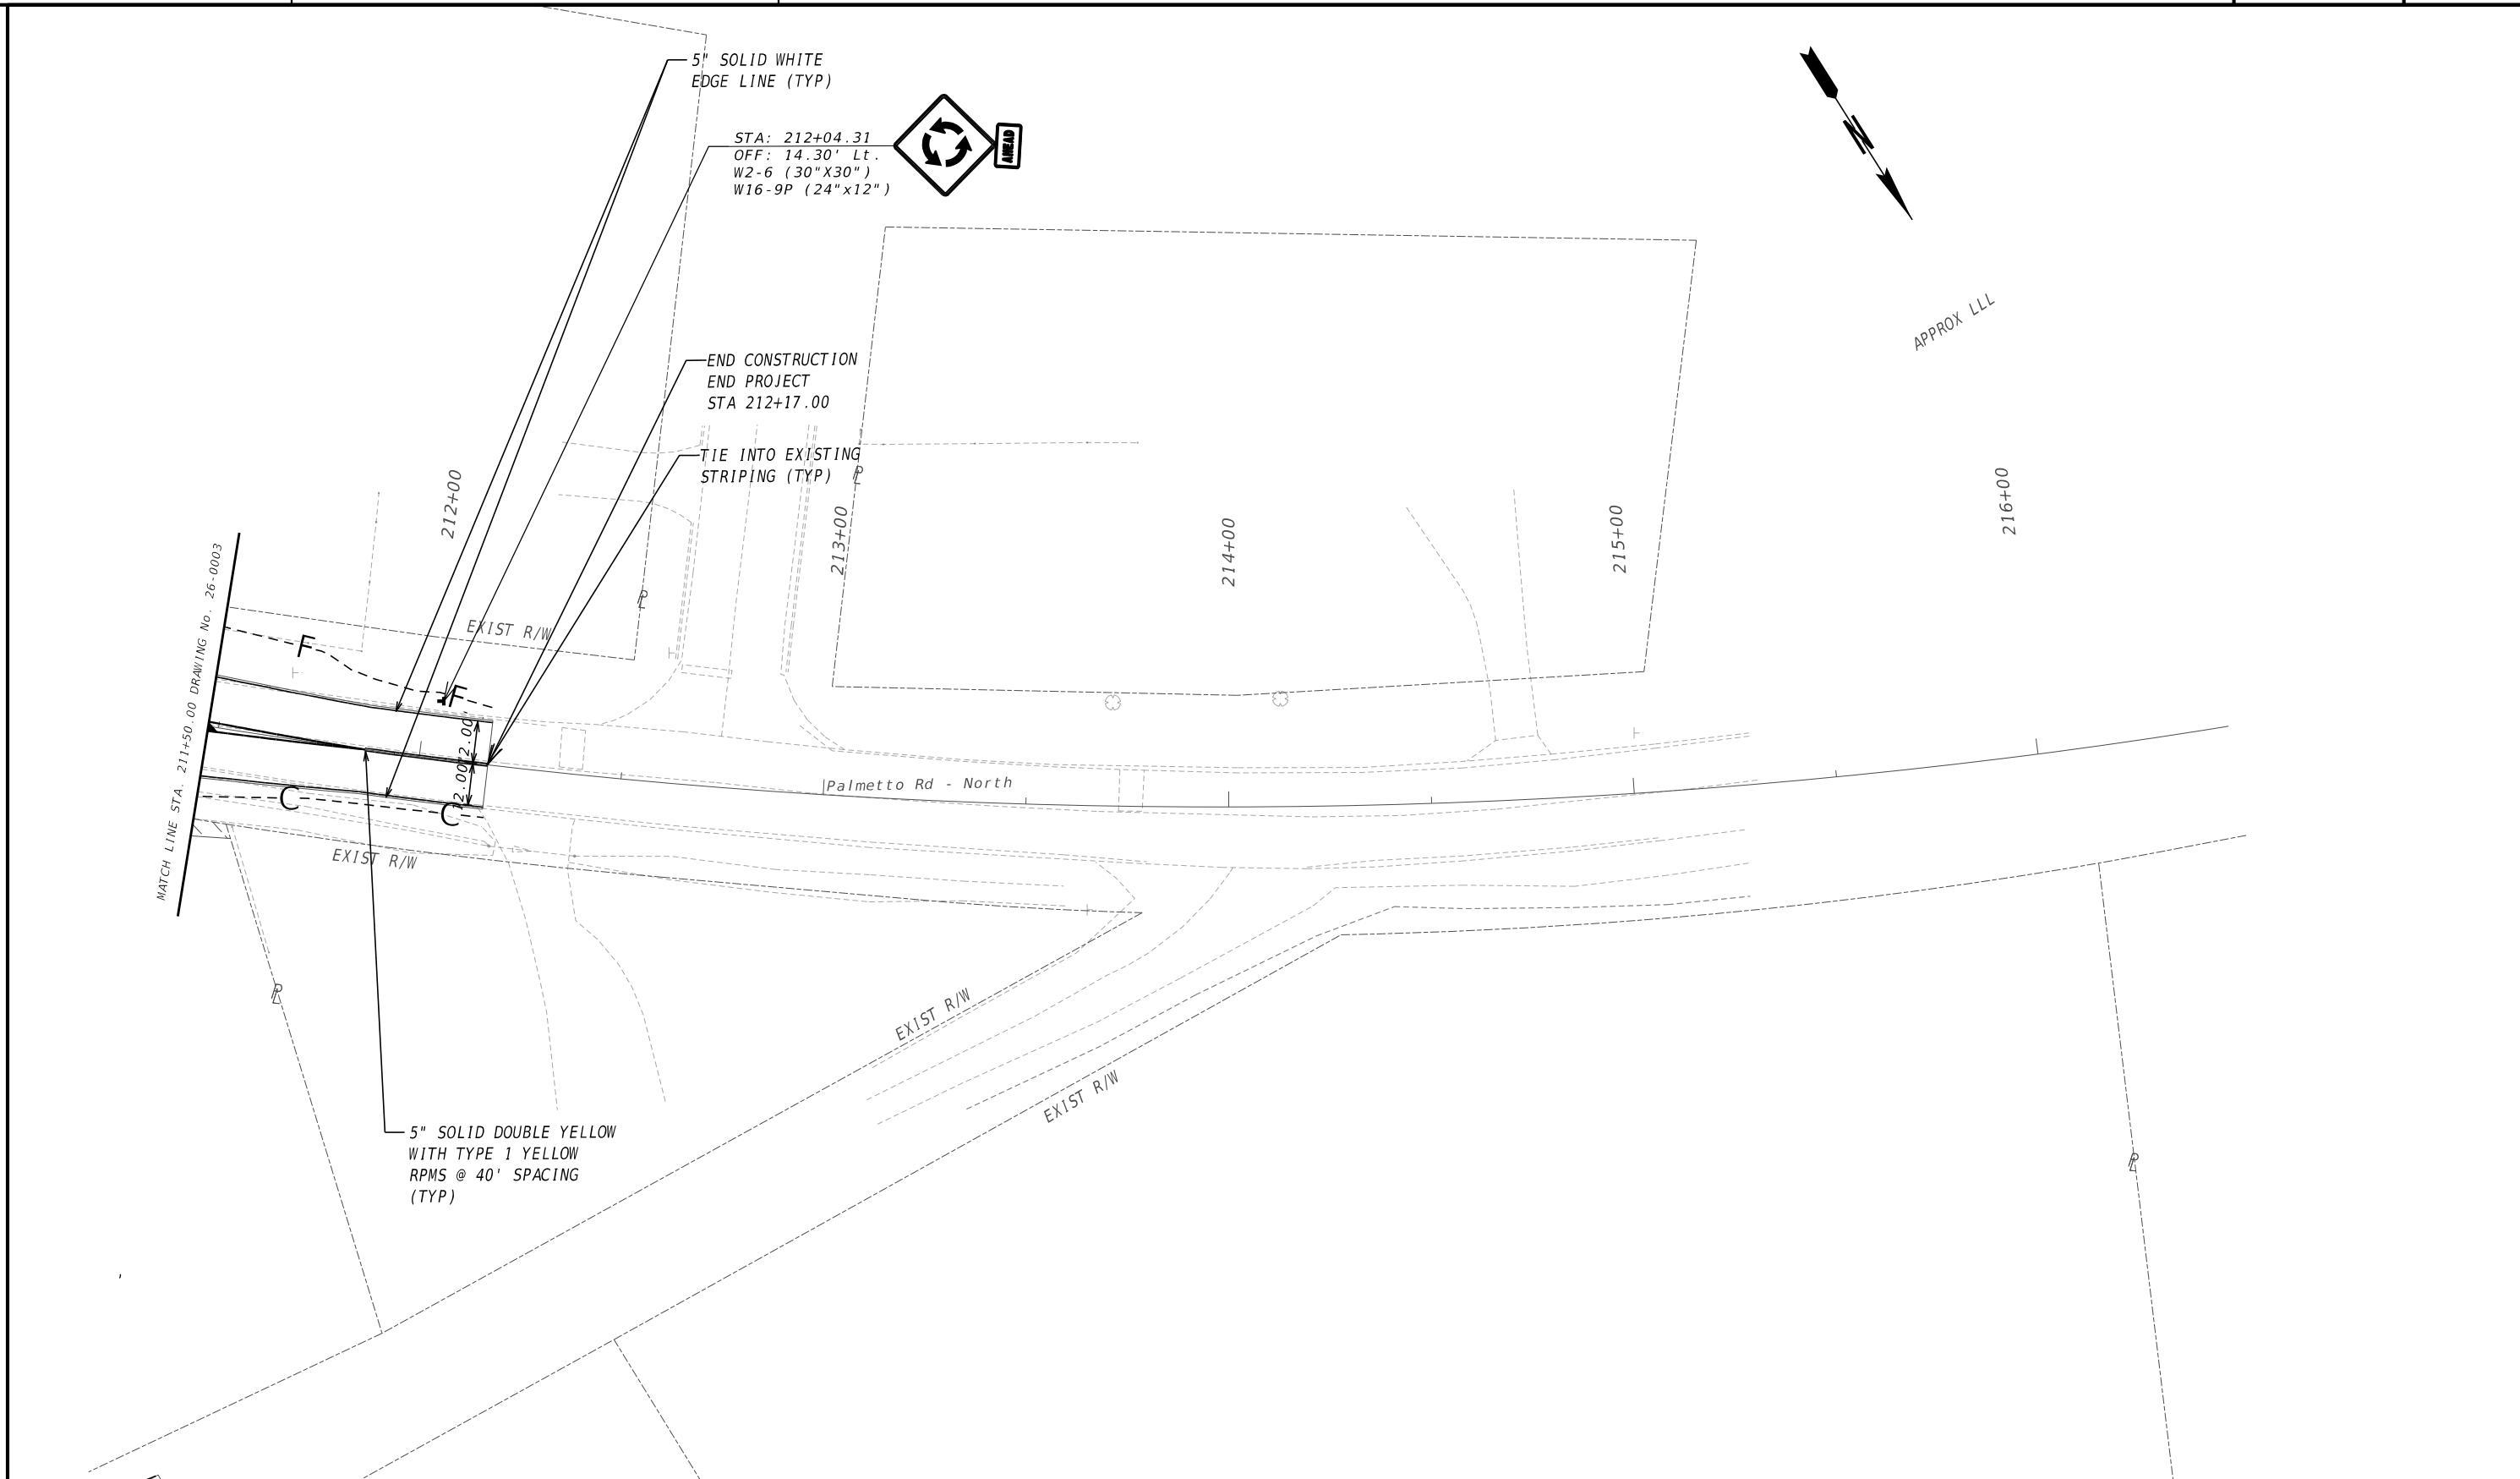 5" SOLID WHITE
EDGE LINE (TYP)
STA: 212+04.31
OFF: 14.30' Lt.
W2-6 (30"X30")
W16-9P (24"x12")
AHEAD
N
APPROX LLL
END CONSTRUCTION
END PROJECT
STA 212+17.00
TIE INTO EXISTING
STRIPING (TYP)
PL
212+00
213+00
214+00
215+00
216+00
MATCH LINE STA. 211+50.00 DRAWING No. 26-0003
PL
EXIST R/W
F
F
12.00'
12.00'
C
C
Palmetto Rd - North
EXIST R/W
PL
EXIST R/W
EXIST R/W
PL
5" SOLID DOUBLE YELLOW
WITH TYPE 1 YELLOW
RPMS @ 40' SPACING
(TYP)